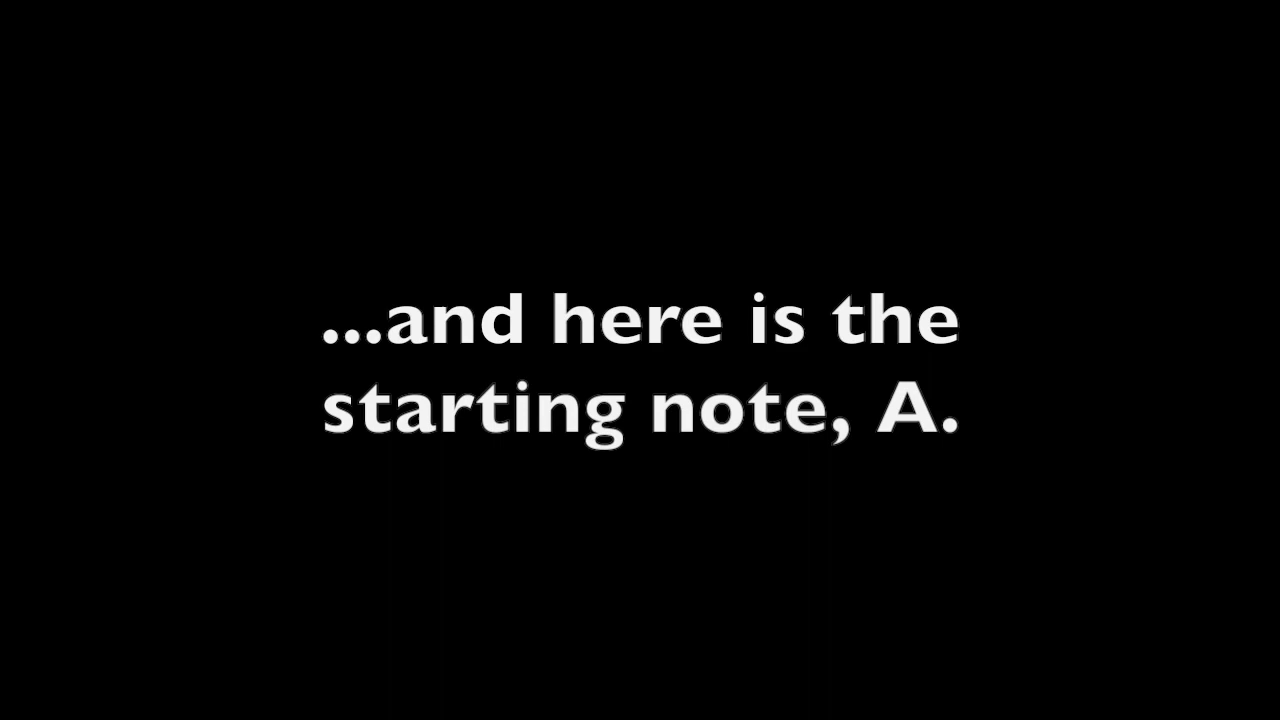 ...and here is the
starting note, A.